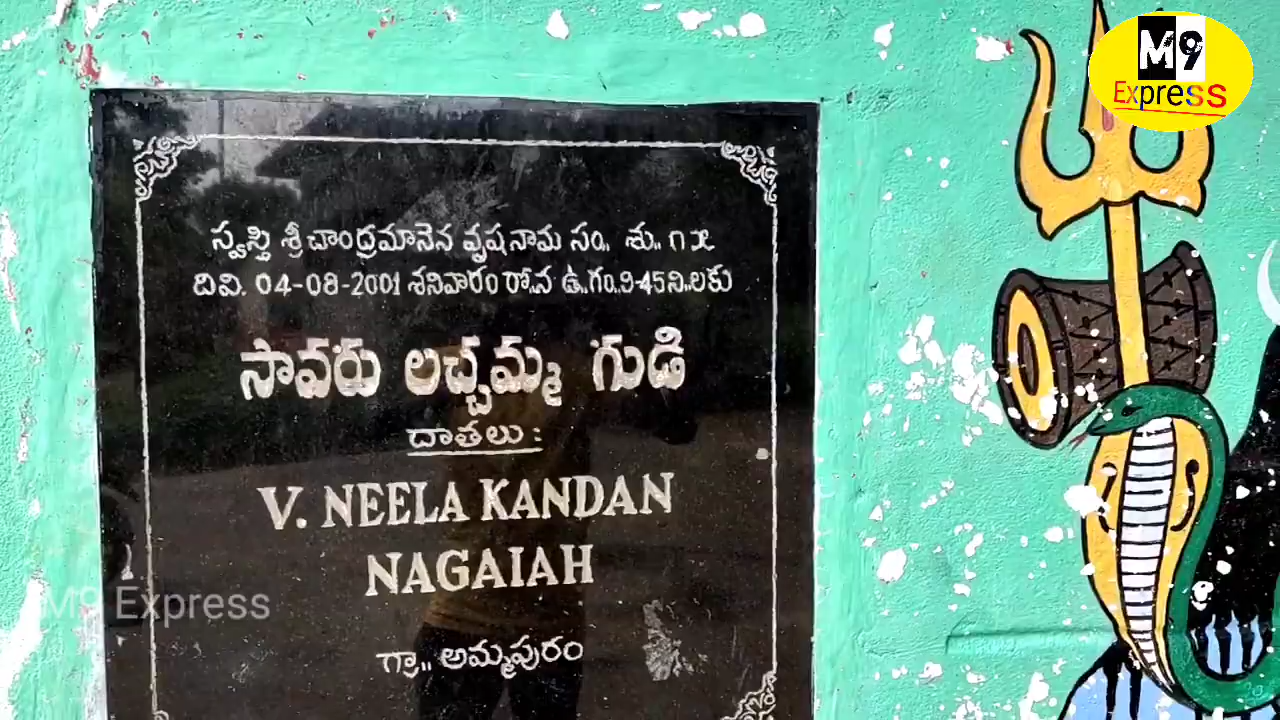 M9
Express
స్వస్తి శ్రీ చాంద్రమానేన వృషనామ సం.. శు.. ౧౫
దివి. 04-08-2001 శనివారం రో..న ఉ..గం..9-45ని..లకు
సావరు లచ్చమ్మ గుడి
దాతలు :
V. NEELA KANDAN
NAGAIAH
గ్రా.. అమ్మపురం
M9 Express